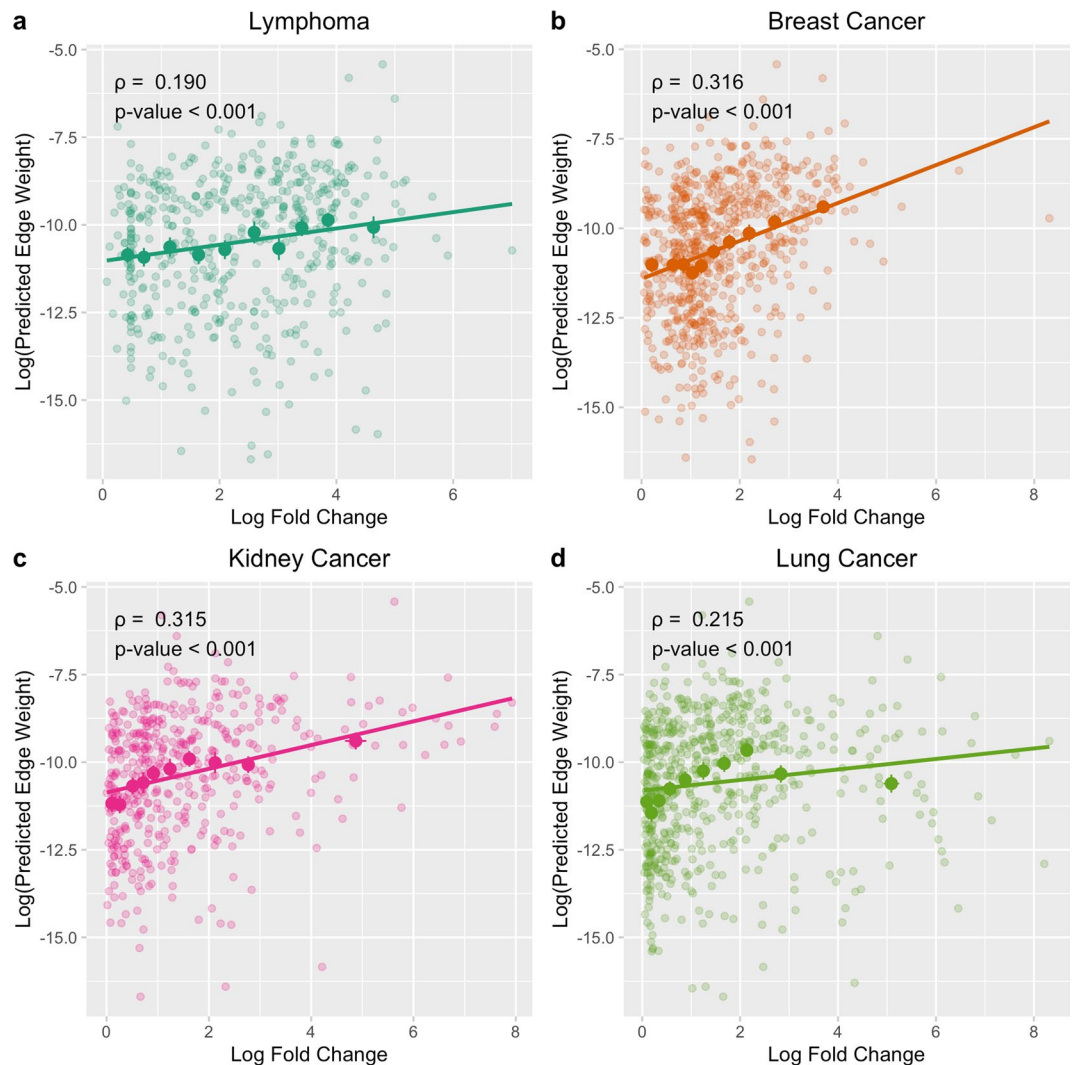 a Lymphoma
ρ = 0.190
p-value < 0.001
-5.0
-7.5
-10.0
-12.5
-15.0
Log(Predicted Edge Weight)
0 2 4 6
Log Fold Change
b Breast Cancer
ρ = 0.316
p-value < 0.001
-5.0
-7.5
-10.0
-12.5
-15.0
Log(Predicted Edge Weight)
0 2 4 6 8
Log Fold Change
c Kidney Cancer
ρ = 0.315
p-value < 0.001
-5.0
-7.5
-10.0
-12.5
-15.0
Log(Predicted Edge Weight)
0 2 4 6 8
Log Fold Change
d Lung Cancer
ρ = 0.215
p-value < 0.001
-5.0
-7.5
-10.0
-12.5
-15.0
Log(Predicted Edge Weight)
0 2 4 6 8
Log Fold Change